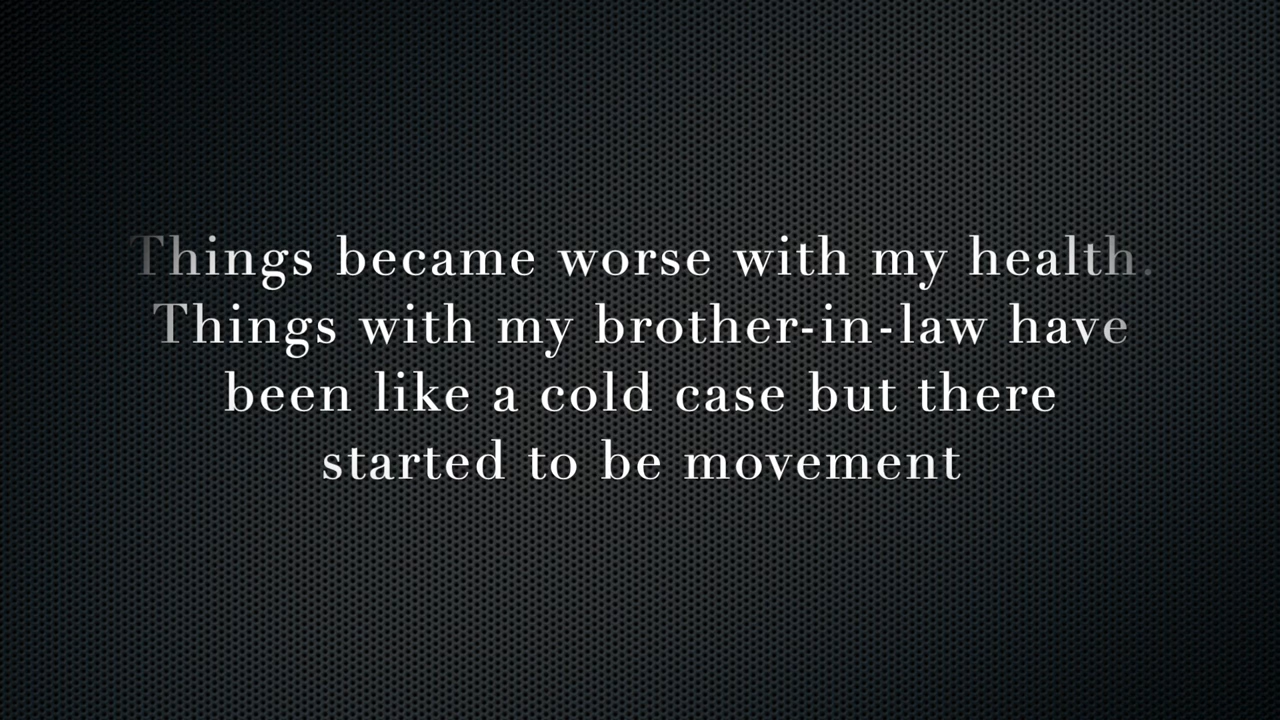 Things became worse with my health.
Things with my brother-in-law have
been like a cold case but there
started to be movement